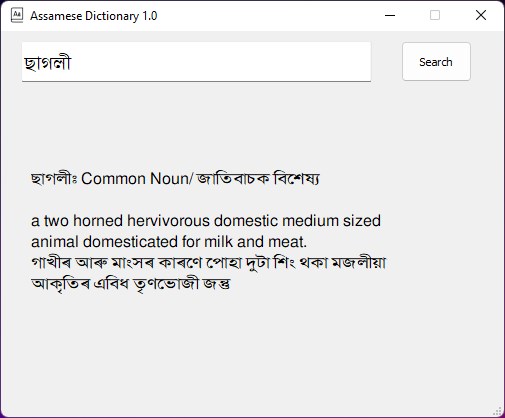 Assamese Dictionary 1.0
ছাগলী
Search
ছাগলীঃ Common Noun/ জাতিবাচক বিশেষ্য
a two horned hervivorous domestic medium sized
animal domesticated for milk and meat.
গাখীৰ আৰু মাংসৰ কাৰণে পোহা দুটা শিং থকা মজলীয়া
আকৃতিৰ এবিধ তৃণভোজী জন্তু